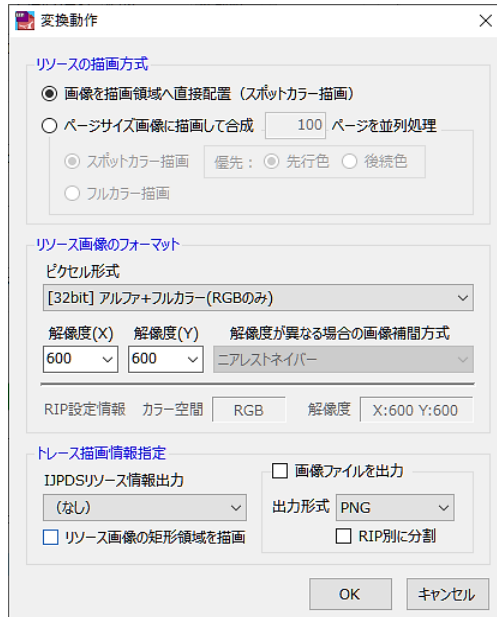 変換動作
リソースの描画方式
画像を描画領域へ直接配置（スポットカラー描画）
ページサイズ画像に描画して合成 100 ページを並列処理
スポットカラー描画 優先： 先行色 後続色
フルカラー描画
リソース画像のフォーマット
ピクセル形式
[32bit] アルファ+フルカラー(RGBのみ)
解像度(X) 解像度(Y) 解像度が異なる場合の画像補間方式
600 600 ニアレストネイバー
RIP設定情報 カラー空間 RGB 解像度 X:600 Y:600
トレース描画情報指定
IJPDSリソース情報出力 画像ファイルを出力
（なし） 出力形式 PNG
リソース画像の矩形領域を描画 RIP別に分割
OK キャンセル